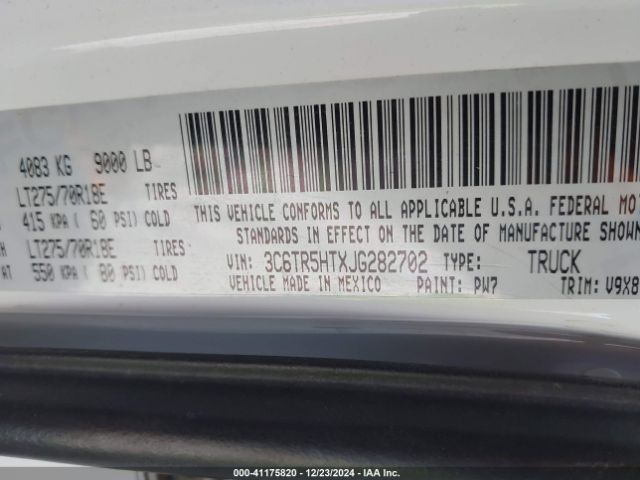 4083 KG 9000 LB
LT275/70R18E TIRES
415 KPA ( 60 PSI) COLD
LT275/70R18E TIRES
AT 550 KPA ( 80 PSI) COLD
THIS VEHICLE CONFORMS TO ALL APPLICABLE U.S.A. FEDERAL MOT
STANDARDS IN EFFECT ON THE DATE OF MANUFACTURE SHOWN
VIN: 3C6TR5HTXJG282702 TYPE: TRUCK
VEHICLE MADE IN MEXICO PAINT: PW7 TRIM: V9X8
000-41175820 | 12/23/2024 - IAA Inc.